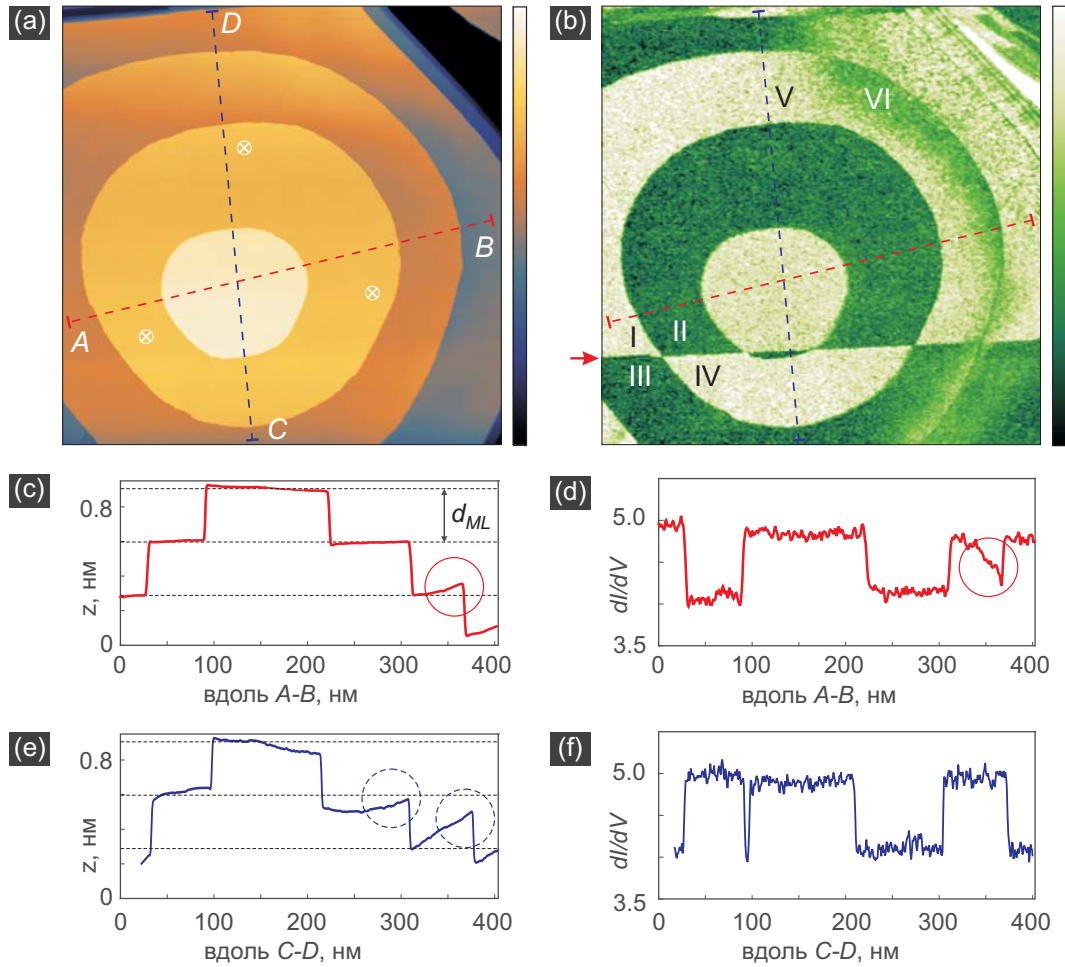 (a)
D
A
B
C
(b)
V
VI
I
II
III
IV
(c)
0.8
z, нм
0
d_ML
0 100 200 300 400
вдоль A-B, нм
(d)
5.0
dI/dV
3.5
0 100 200 300 400
вдоль A-B, нм
(e)
0.8
z, нм
0
0 100 200 300 400
вдоль C-D, нм
(f)
5.0
dI/dV
3.5
0 100 200 300 400
вдоль C-D, нм